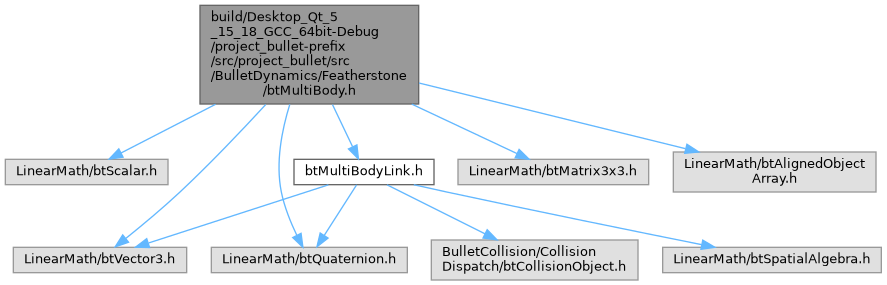 build/Desktop_Qt_5
_15_18_GCC_64bit-Debug
/project_bullet-prefix
/src/project_bullet/src
/BulletDynamics/Featherstone
/btMultiBody.h
LinearMath/btScalar.h
btMultiBodyLink.h
LinearMath/btMatrix3x3.h
LinearMath/btAlignedObject
Array.h
LinearMath/btVector3.h
LinearMath/btQuaternion.h
BulletCollision/Collision
Dispatch/btCollisionObject.h
LinearMath/btSpatialAlgebra.h